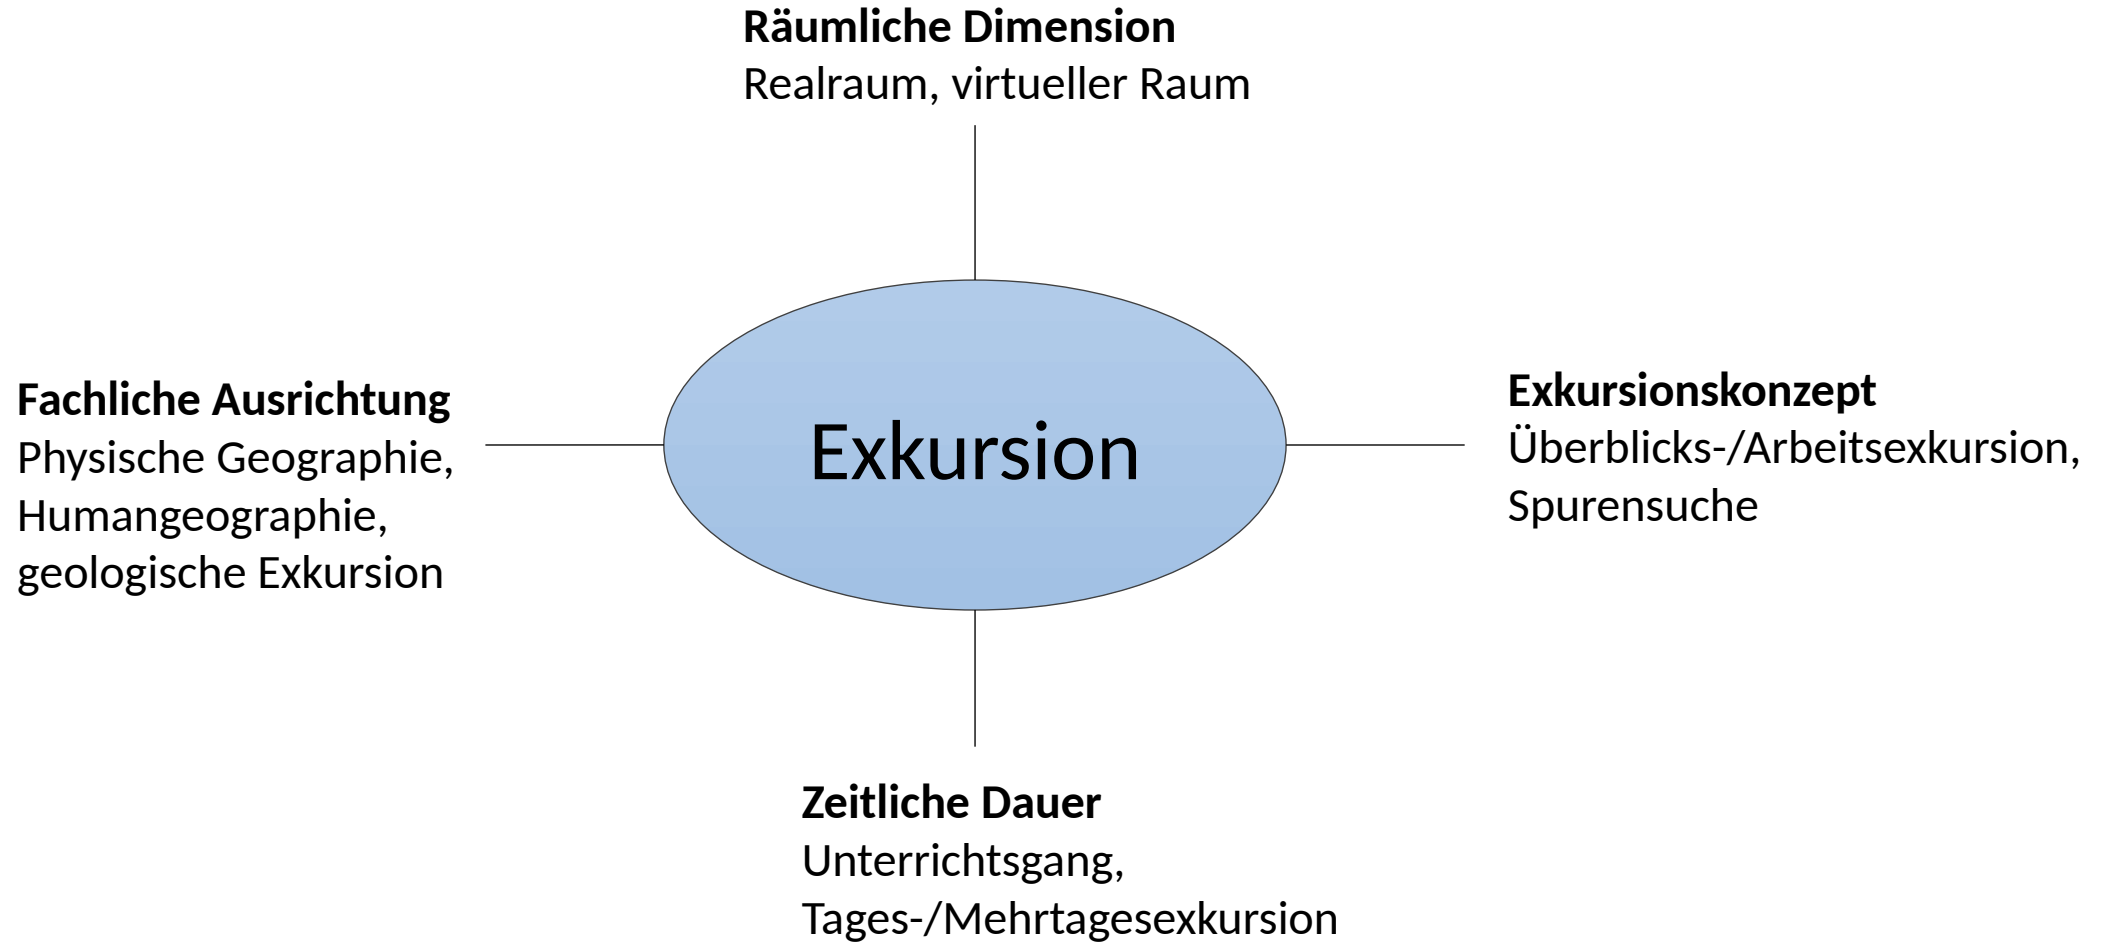 Räumliche Dimension
Realraum, virtueller Raum
Fachliche Ausrichtung
Physische Geographie,
Humangeographie,
geologische Exkursion
Exkursion
Exkursionskonzept
Überblicks-/Arbeitsexkursion,
Spurensuche
Zeitliche Dauer
Unterrichtsgang,
Tages-/Mehrtagesexkursion